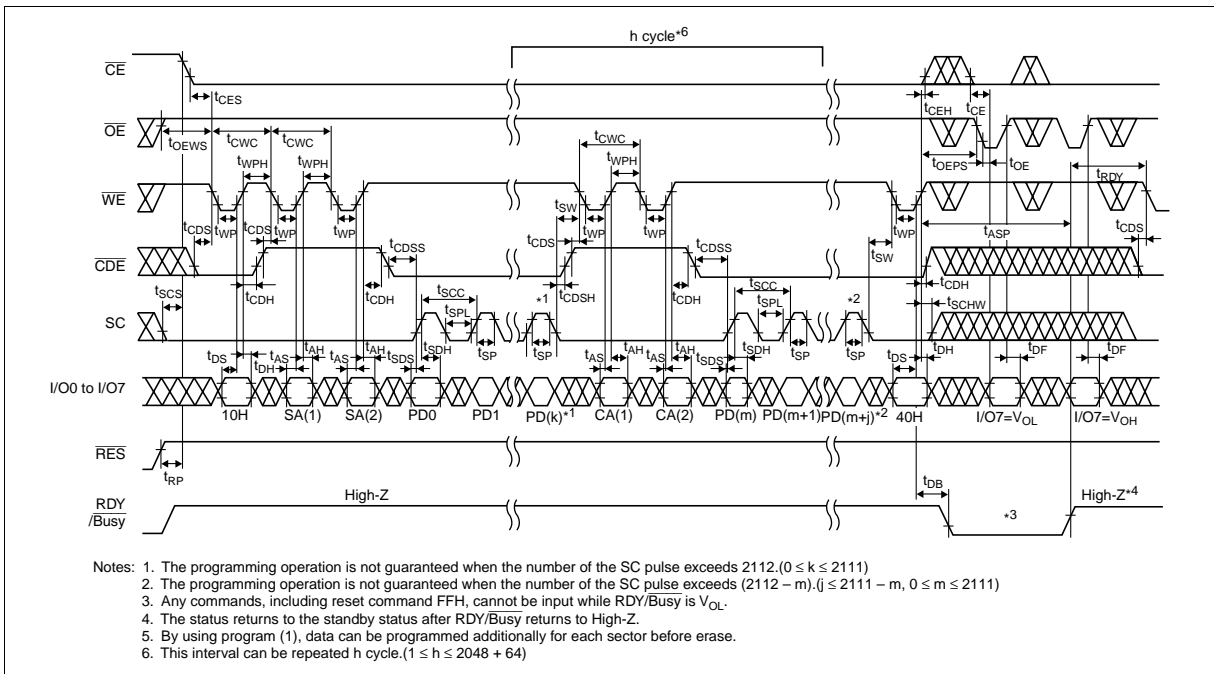 h cycle*6
CE
tCES
tCEH
tCE
OE
tOEWS
tCWC
tCWC
tCWC
tOEPS
tOE
tWPH
tWPH
tWPH
tRDY
WE
tCDS
tWP
tCDS
tWP
tWP
tSW
tCDS
tWP
tWP
tSW
tWP
tASP
tCDS
CDE
tCDH
tCDH
tCDSS
tCDSH
tCDH
tCDSS
tCDH
tSCS
tSCC
*1
tSCC
*2
tSCHW
SC
tSPL
tSP
tSP
tSPL
tSP
tSP
tDS
tDH
tAS
tAH
tAS
tAH
tSDS
tSDH
tAS
tAH
tAS
tAH
tSDS
tSDH
tDS
tDH
tDF
tDF
I/O0 to I/O7
10H SA(1) SA(2) PD0 PD1 PD(k)*1 CA(1) CA(2) PD(m) PD(m+1) PD(m+j)*2 40H I/O7=VOL I/O7=VOH
RES
tRP
tDB
High-Z
*3
High-Z*4
RDY
/Busy
Notes: 1. The programming operation is not guaranteed when the number of the SC pulse exceeds 2112.(0 ≤ k ≤ 2111)
2. The programming operation is not guaranteed when the number of the SC pulse exceeds (2112 – m).(j ≤ 2111 – m, 0 ≤ m ≤ 2111)
3. Any commands, including reset command FFH, cannot be input while RDY/Busy is VOL.
4. The status returns to the standby status after RDY/Busy returns to High-Z.
5. By using program (1), data can be programmed additionally for each sector before erase.
6. This interval can be repeated h cycle.(1 ≤ h ≤ 2048 + 64)